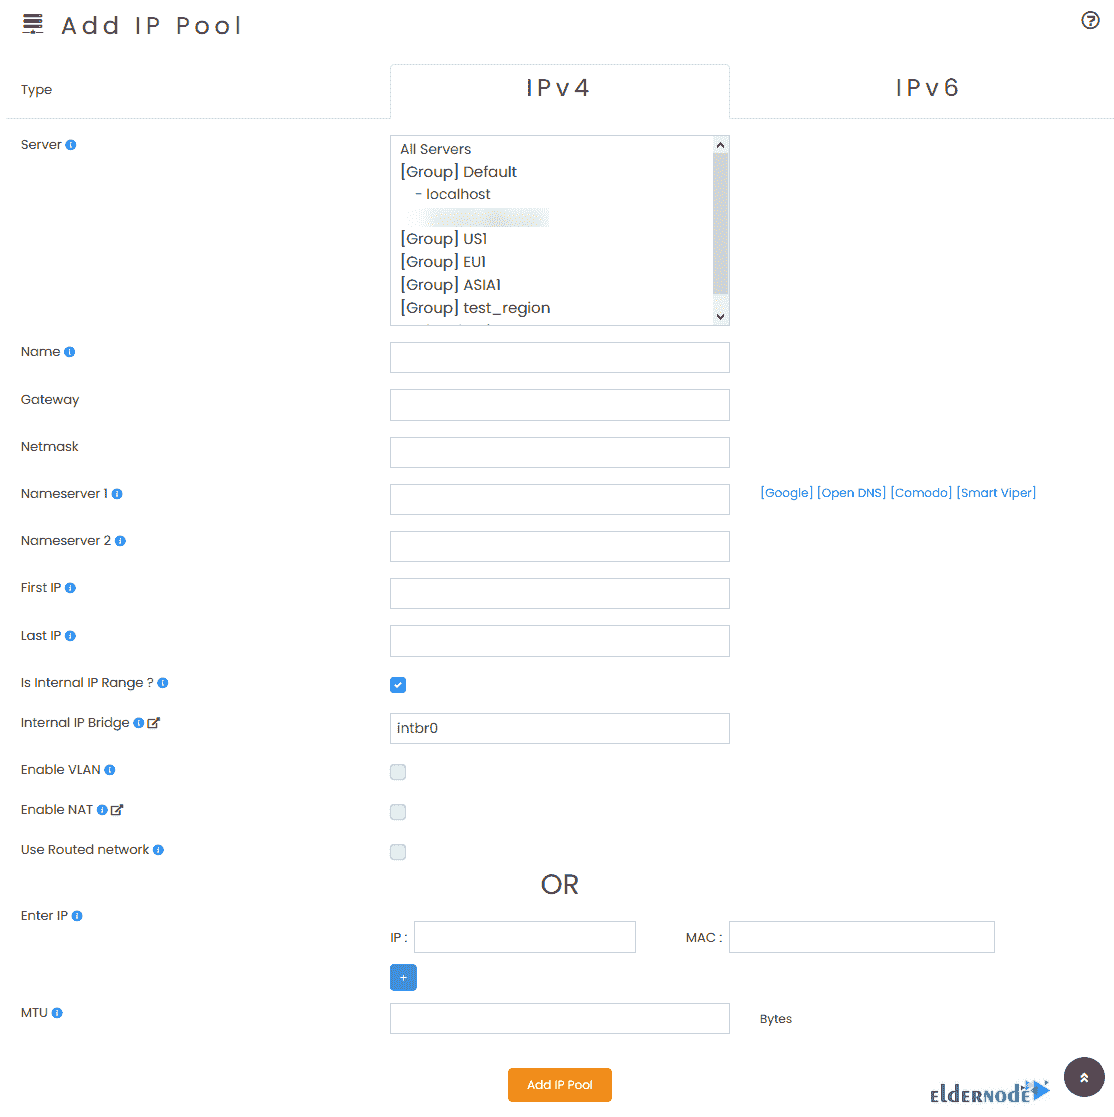 Add IP Pool
Type
IPv4
IPv6
Server
All Servers
[Group] Default
- localhost
[Group] US1
[Group] EU1
[Group] ASIA1
[Group] test_region
Name
Gateway
Netmask
Nameserver 1
[Google] [Open DNS] [Comodo] [Smart Viper]
Nameserver 2
First IP
Last IP
Is Internal IP Range ?
Internal IP Bridge
intbr0
Enable VLAN
Enable NAT
Use Routed network
OR
Enter IP
IP :
MAC :
+
MTU
Bytes
Add IP Pool
eldernode